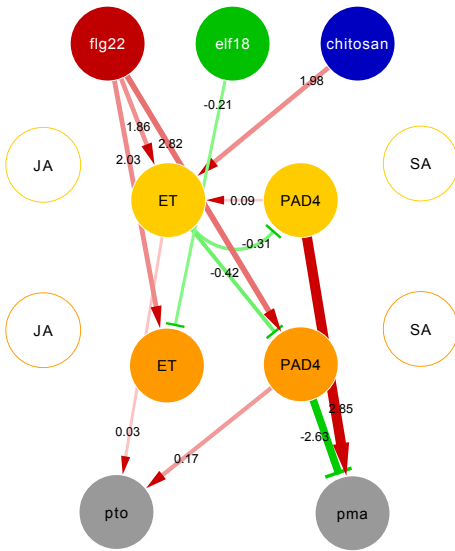 flg22 elf18 chitosan
1.98
-0.21
1.86
2.82
2.03
JA SA
ET 0.09 PAD4
-0.31
-0.42
JA SA
ET PAD4
2.85
0.03 -2.63
0.17
pto pma